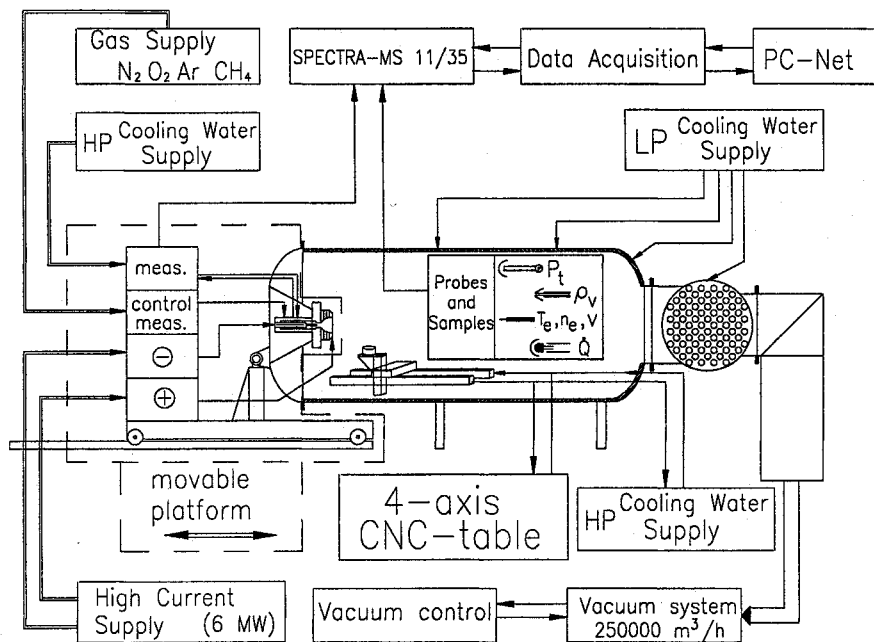 Gas Supply
N₂ O₂ Ar CH₄
SPECTRA-MS 11/35
Data Acquisition
PC-Net
HP Cooling Water
Supply
LP Cooling Water
Supply
meas.
control
meas.
−
+
Probes
and
Samples
Pₜ
ρᵥ
Tₑ, nₑ, v
Q̇
movable
platform
4-axis
CNC-table
HP Cooling Water
Supply
High Current
Supply (6 MW)
Vacuum control
Vacuum system
250000 m³/h